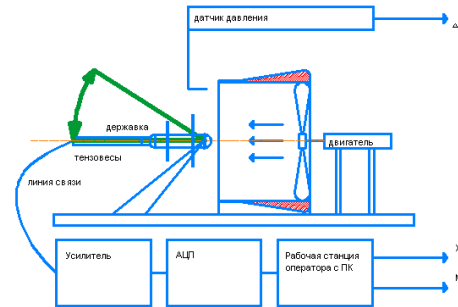 датчик давления
державка
двигатель
тензовесы
линия связи
Усилитель
АЦП
Рабочая станция
оператора с ПК